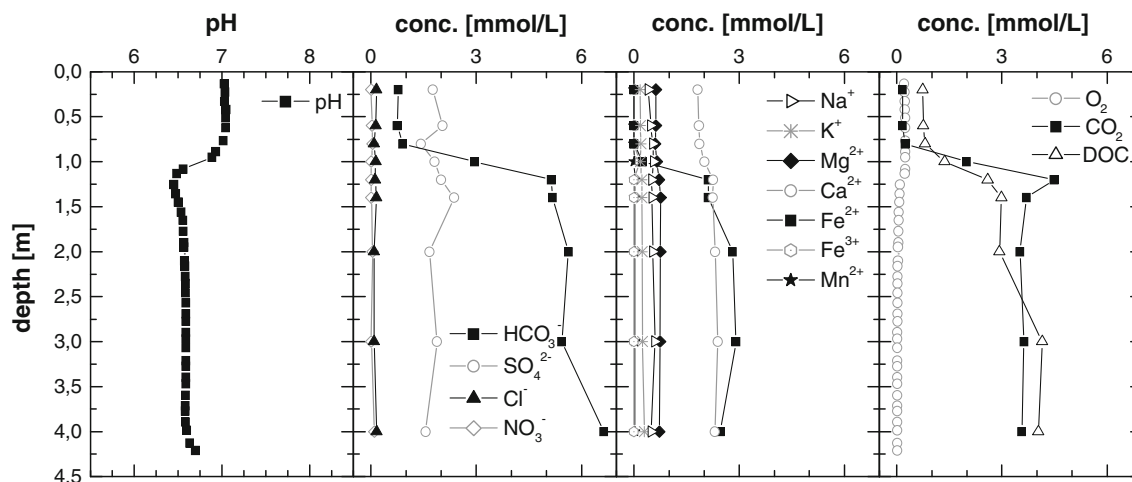 pH
conc. [mmol/L]
conc. [mmol/L]
conc. [mmol/L]
6 7 8
0 3 6
0 3 6
0 3 6
depth [m]
0,0
0,5
1,0
1,5
2,0
2,5
3,0
3,5
4,0
4,5
pH
HCO₃⁻
SO₄²⁻
Cl⁻
NO₃⁻
Na⁺
K⁺
Mg²⁺
Ca²⁺
Fe²⁺
Fe³⁺
Mn²⁺
O₂
CO₂
DOC.